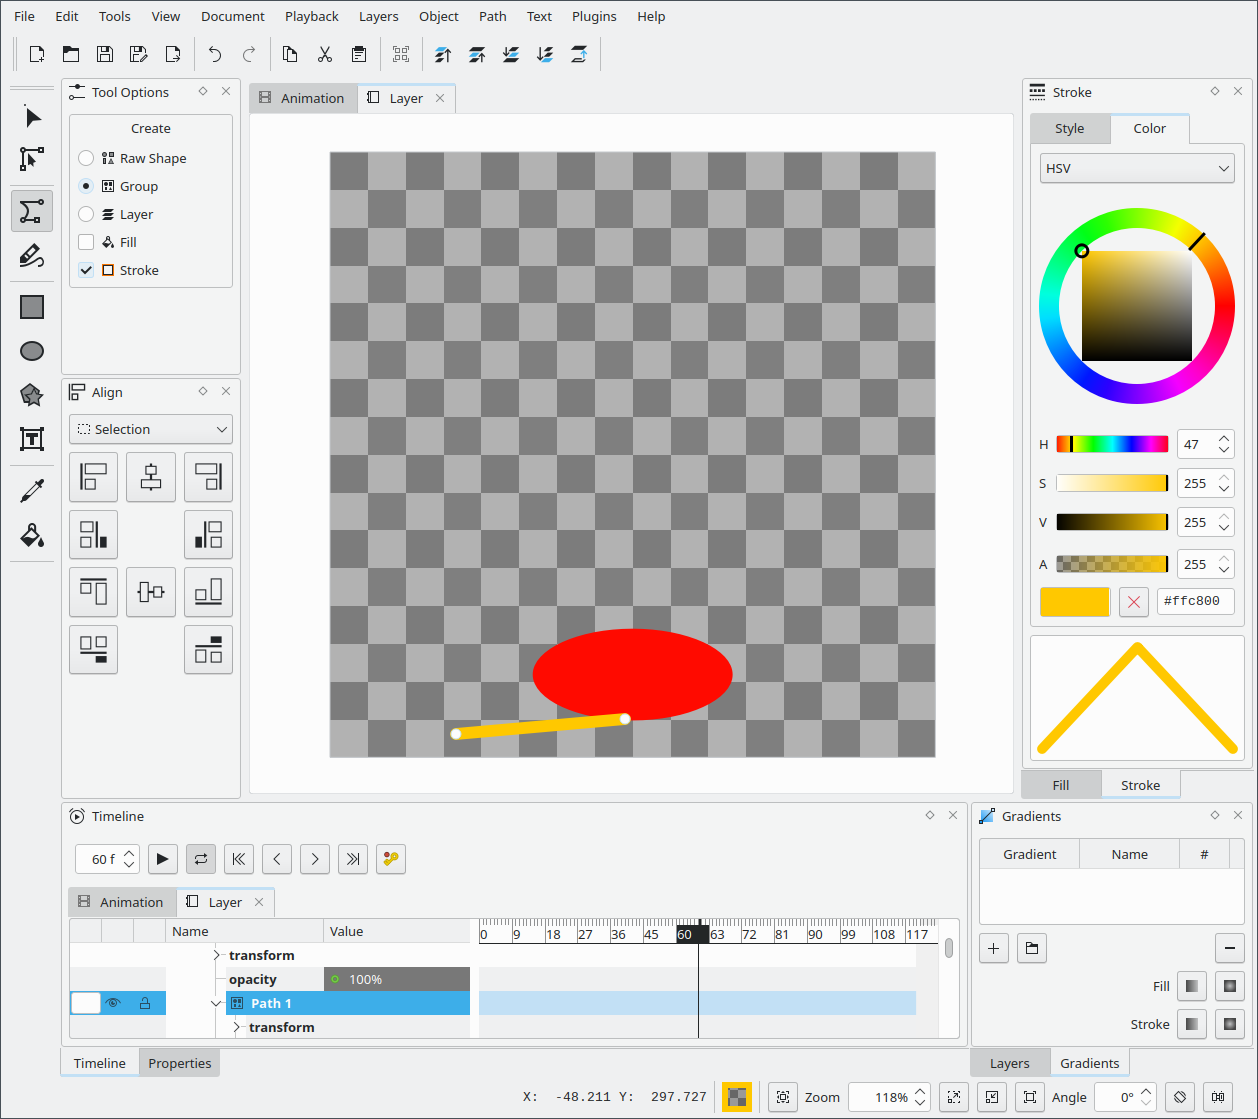 File Edit Tools View Document Playback Layers Object Path Text Plugins Help
Tool Options
Create
Raw Shape
Group
Layer
Fill
Stroke
Align
Selection
Animation Layer
Stroke
Style Color
HSV
H 47
S 255
V 255
A 255
#ffc800
Fill Stroke
Timeline
60 f
Animation Layer
Name Value 0 9 18 27 36 45 60 63 72 81 90 99 108 117
transform
opacity 100%
Path 1
transform
Timeline Properties
Gradients
Gradient Name #
Fill
Stroke
Layers Gradients
X: -48.211 Y: 297.727 Zoom 118% Angle 0°